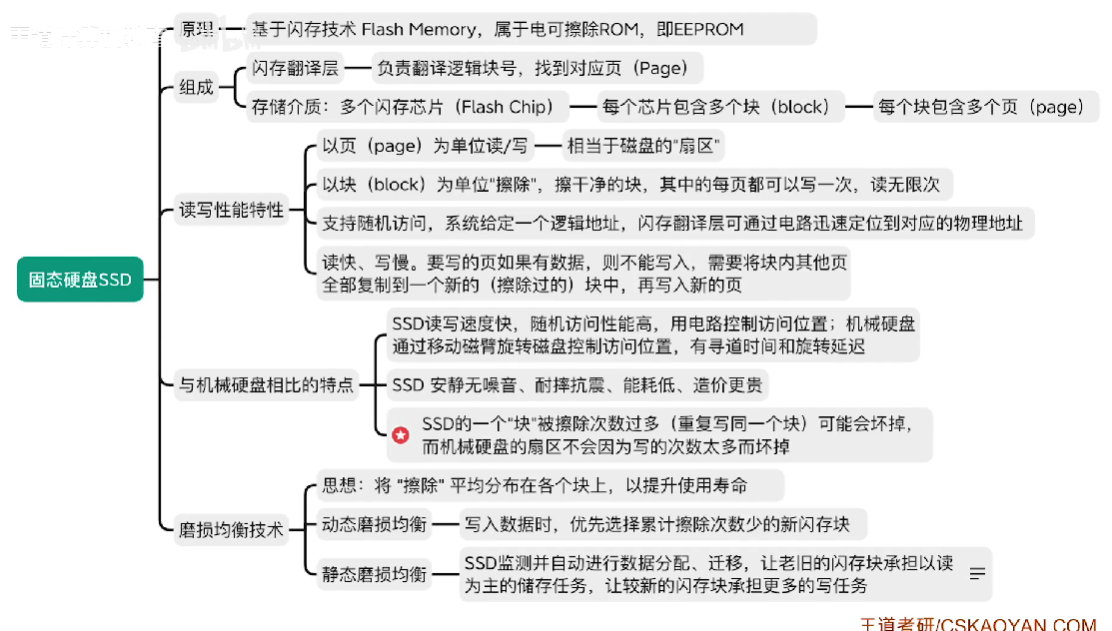 原理
基于闪存技术 Flash Memory，属于电可擦除ROM，即EEPROM
组成
闪存翻译层
负责翻译逻辑块号，找到对应页（Page）
存储介质：多个闪存芯片（Flash Chip）
每个芯片包含多个块（block）
每个块包含多个页（page）
读写性能特性
以页（page）为单位读/写
相当于磁盘的"扇区"
以块（block）为单位"擦除"，擦干净的块，其中的每页都可以写一次，读无限次
支持随机访问，系统给定一个逻辑地址，闪存翻译层可通过电路迅速定位到对应的物理地址
读快、写慢。要写的页如果有数据，则不能写入，需要将块内其他页
全部复制到一个新的（擦除过的）块中，再写入新的页
固态硬盘SSD
与机械硬盘相比的特点
SSD读写速度快，随机访问性能高，用电路控制访问位置；机械硬盘
通过移动磁臂旋转磁盘控制访问位置，有寻道时间和旋转延迟
SSD 安静无噪音、耐摔抗震、能耗低、造价更贵
SSD的一个"块"被擦除次数过多（重复写同一个块）可能会坏掉，
而机械硬盘的扇区不会因为写的次数太多而坏掉
磨损均衡技术
思想：将 "擦除" 平均分布在各个块上，以提升使用寿命
动态磨损均衡
写入数据时，优先选择累计擦除次数少的新闪存块
静态磨损均衡
SSD监测并自动进行数据分配、迁移，让老旧的闪存块承担以读
为主的储存任务，让较新的闪存块承担更多的写任务
王道考研/CSKAOYAN.COM